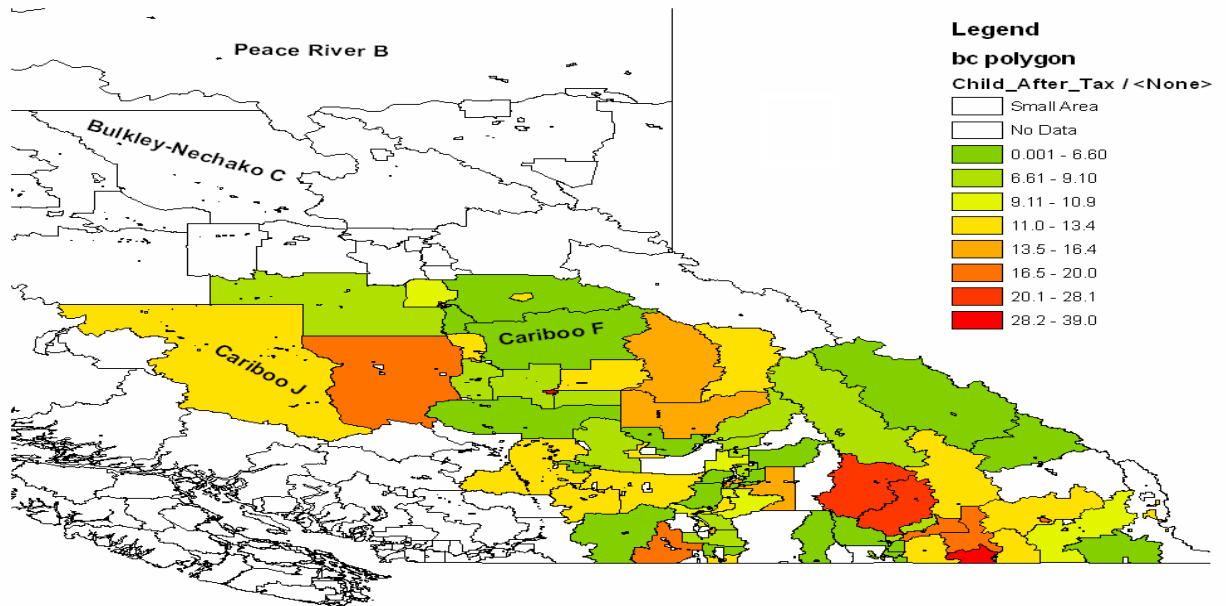 Peace River B
Bulkley-Nechako C
Cariboo F
Cariboo J
Legend
bc polygon
Child_After_Tax / <None>
Small Area
No Data
0.001 - 6.60
6.61 - 9.10
9.11 - 10.9
11.0 - 13.4
13.5 - 16.4
16.5 - 20.0
20.1 - 28.1
28.2 - 39.0